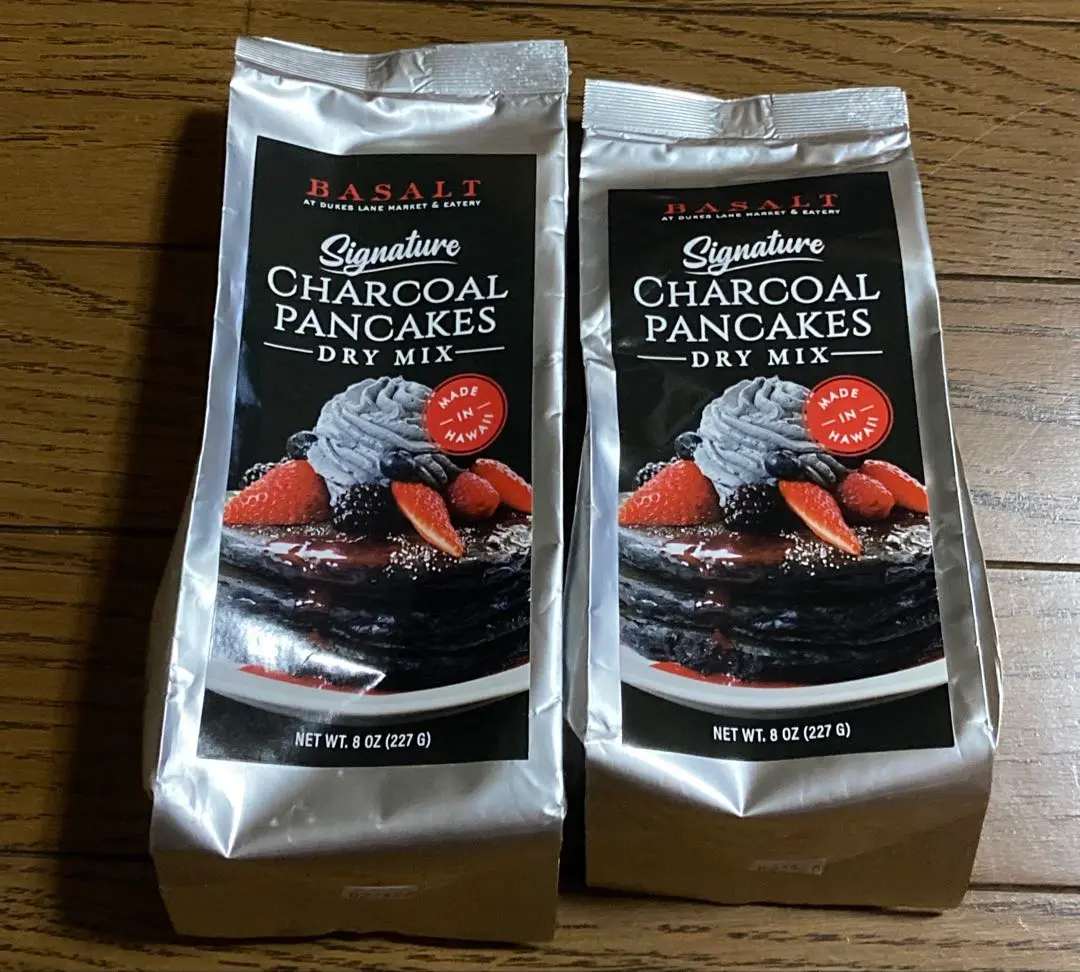 BASALT
AT DUKES LANE MARKET & EATERY
Signature
CHARCOAL
PANCAKES
DRY MIX
MADE
IN
HAWAII
NET WT. 8 OZ (227 G)
BASALT
AT DUKES LANE MARKET & EATERY
Signature
CHARCOAL
PANCAKES
DRY MIX
MADE
IN
HAWAII
NET WT. 8 OZ (227 G)